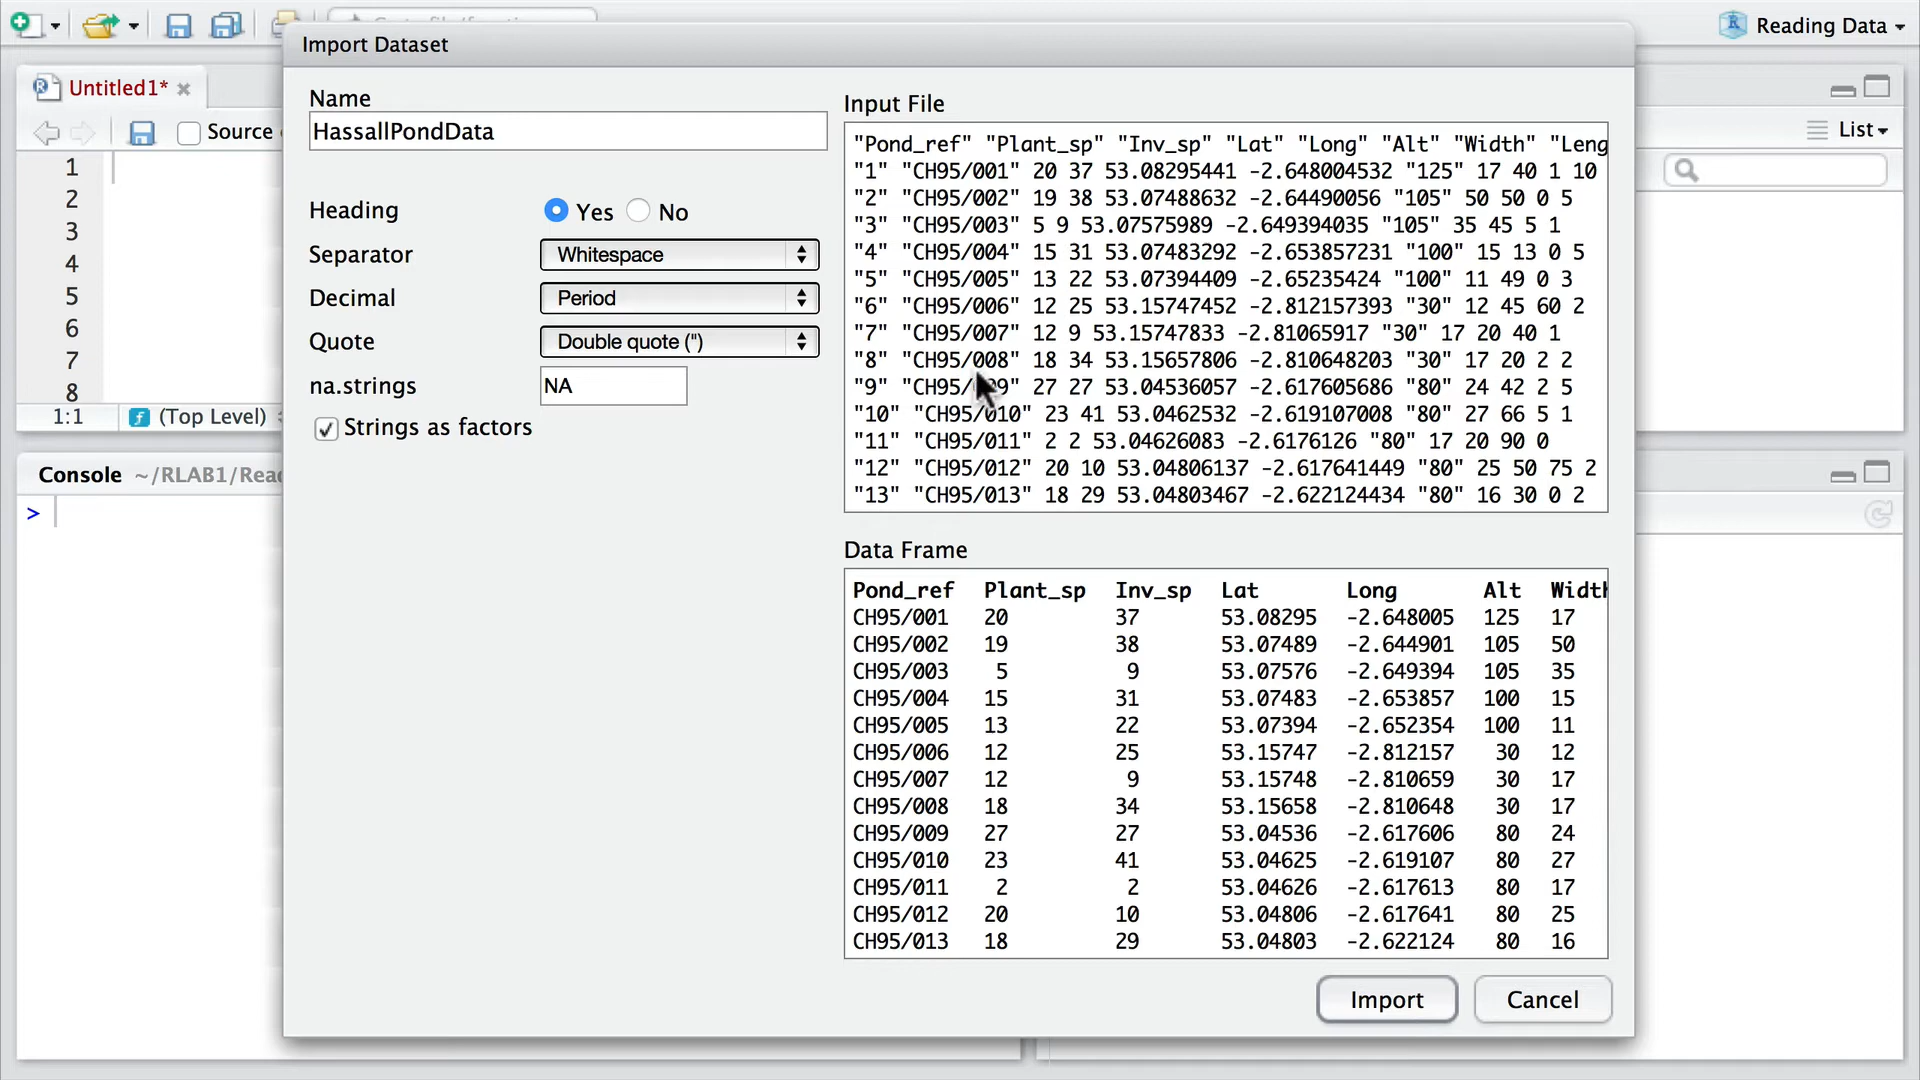 Reading Data
Import Dataset
Untitled1*
Source
1
2
3
4
5
6
7
8
1:1 (Top Level)
Console ~/RLAB1/Rea
>
Name
HassallPondData
Heading Yes No
Separator Whitespace
Decimal Period
Quote Double quote (")
na.strings NA
Strings as factors
Input File
"Pond_ref" "Plant_sp" "Inv_sp" "Lat" "Long" "Alt" "Width" "Leng
"1" "CH95/001" 20 37 53.08295441 -2.648004532 "125" 17 40 1 10
"2" "CH95/002" 19 38 53.07488632 -2.64490056 "105" 50 50 0 5
"3" "CH95/003" 5 9 53.07575989 -2.649394035 "105" 35 45 5 1
"4" "CH95/004" 15 31 53.07483292 -2.653857231 "100" 15 13 0 5
"5" "CH95/005" 13 22 53.07394409 -2.65235424 "100" 11 49 0 3
"6" "CH95/006" 12 25 53.15747452 -2.812157393 "30" 12 45 60 2
"7" "CH95/007" 12 9 53.15747833 -2.81065917 "30" 17 20 40 1
"8" "CH95/008" 18 34 53.15657806 -2.810648203 "30" 17 20 2 2
"9" "CH95/009" 27 27 53.04536057 -2.617605686 "80" 24 42 2 5
"10" "CH95/010" 23 41 53.0462532 -2.619107008 "80" 27 66 5 1
"11" "CH95/011" 2 2 53.04626083 -2.6176126 "80" 17 20 90 0
"12" "CH95/012" 20 10 53.04806137 -2.617641449 "80" 25 50 75 2
"13" "CH95/013" 18 29 53.04803467 -2.622124434 "80" 16 30 0 2
Data Frame
Pond_ref Plant_sp Inv_sp Lat Long Alt Width
CH95/001 20 37 53.08295 -2.648005 125 17
CH95/002 19 38 53.07489 -2.644901 105 50
CH95/003 5 9 53.07576 -2.649394 105 35
CH95/004 15 31 53.07483 -2.653857 100 15
CH95/005 13 22 53.07394 -2.652354 100 11
CH95/006 12 25 53.15747 -2.812157 30 12
CH95/007 12 9 53.15748 -2.810659 30 17
CH95/008 18 34 53.15658 -2.810648 30 17
CH95/009 27 27 53.04536 -2.617606 80 24
CH95/010 23 41 53.04625 -2.619107 80 27
CH95/011 2 2 53.04626 -2.617613 80 17
CH95/012 20 10 53.04806 -2.617641 80 25
CH95/013 18 29 53.04803 -2.622124 80 16
Import Cancel
List